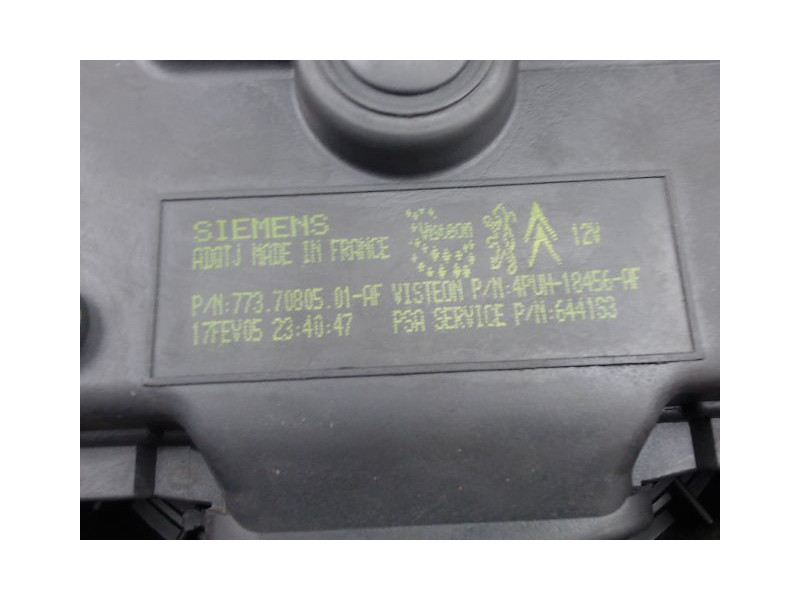 SIEMENS
ADQTJ MADE IN FRANCE
Visteon
12V
P/N:773.70805.01-AF VISTEON P/N:4PUH-18456-AF
17FEV05 23:40:47 PSA SERVICE P/N:6441S3